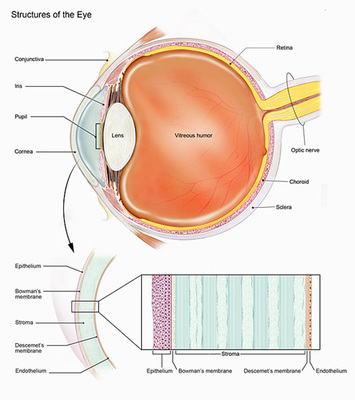 Structures of the Eye
Conjunctiva
Iris
Pupil
Cornea
Lens
Vitreous humor
Retina
Optic nerve
Choroid
Sclera
Epithelium
Bowman's
membrane
Stroma
Descemet's
membrane
Endothelium
Stroma
Epithelium
Bowman's membrane
Descemet's membrane
Endothelium